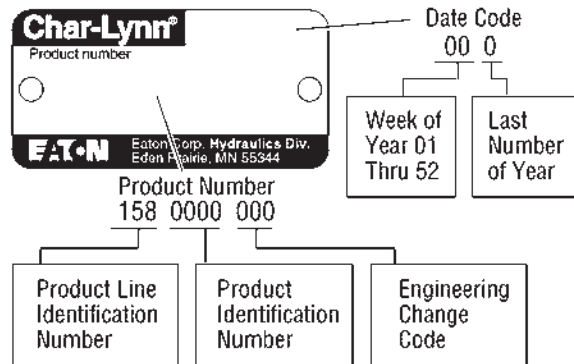 Char-Lynn®
Product number
EATON
Eaton Corp. Hydraulics Div.
Eden Prairie, MN 55344
Date Code
00 0
Week of
Year 01
Thru 52
Last
Number
of Year
Product Number
158 0000 000
Product Line
Identification
Number
Product
Identification
Number
Engineering
Change
Code